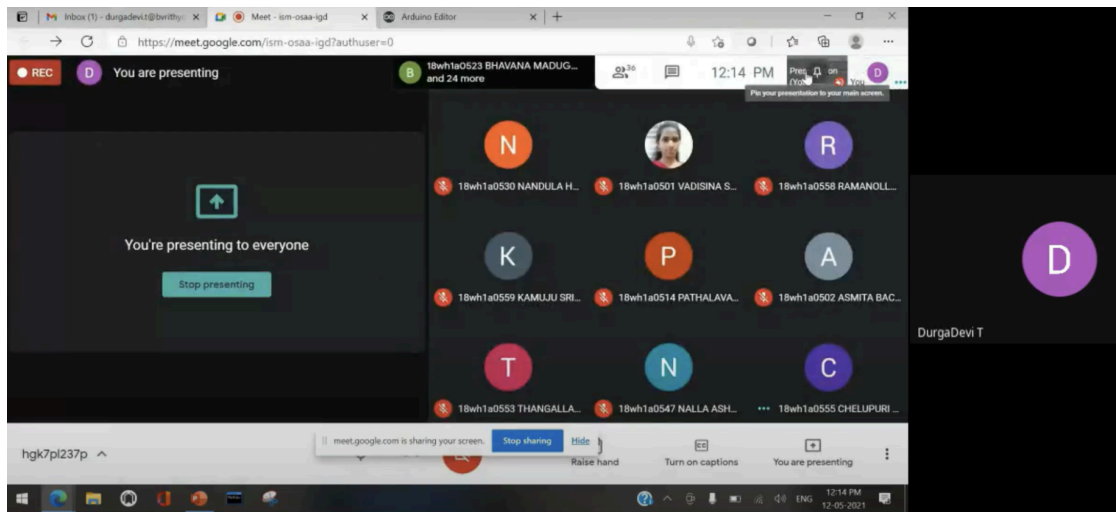 Inbox (1) - durgadevi.t@bvrithy
Meet - ism-osaa-igd
Arduino Editor
https://meet.google.com/ism-osaa-igd?authuser=0
REC
D
You are presenting
B
18wh1a0523 BHAVANA MADUG...
and 24 more
36
12:14 PM
Pres on
(You
You
D
Pin your presentation to your main screen.
N
R
18wh1a0530 NANDULA H...
18wh1a0501 VADISINA S...
18wh1a0558 RAMANOLL...
You're presenting to everyone
Stop presenting
K
P
A
18wh1a0559 KAMUJU SRI...
18wh1a0514 PATHALAVA...
18wh1a0502 ASMITA BAC...
T
N
C
18wh1a0553 THANGALLA...
18wh1a0547 NALLA ASH...
18wh1a0555 CHELUPURI ...
D
DurgaDevi T
hgk7pl237p
meet.google.com is sharing your screen.
Stop sharing
Hide
Raise hand
CC
Turn on captions
You are presenting
ENG
12:14 PM
12-05-2021